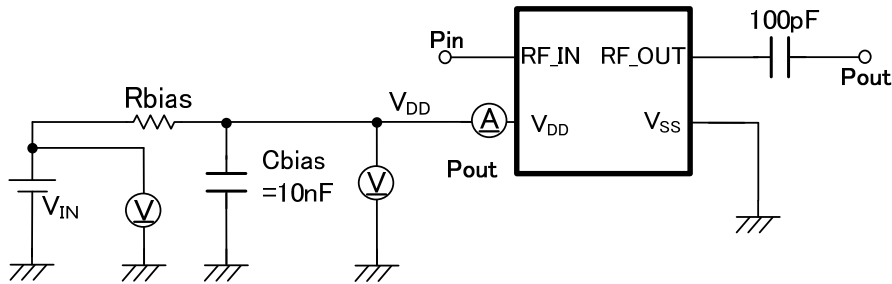 100pF
Pin
RF_IN
RF_OUT
Pout
Rbias
VDD
A
VDD
VSS
Pout
Cbias
=10nF
V
VIN
V